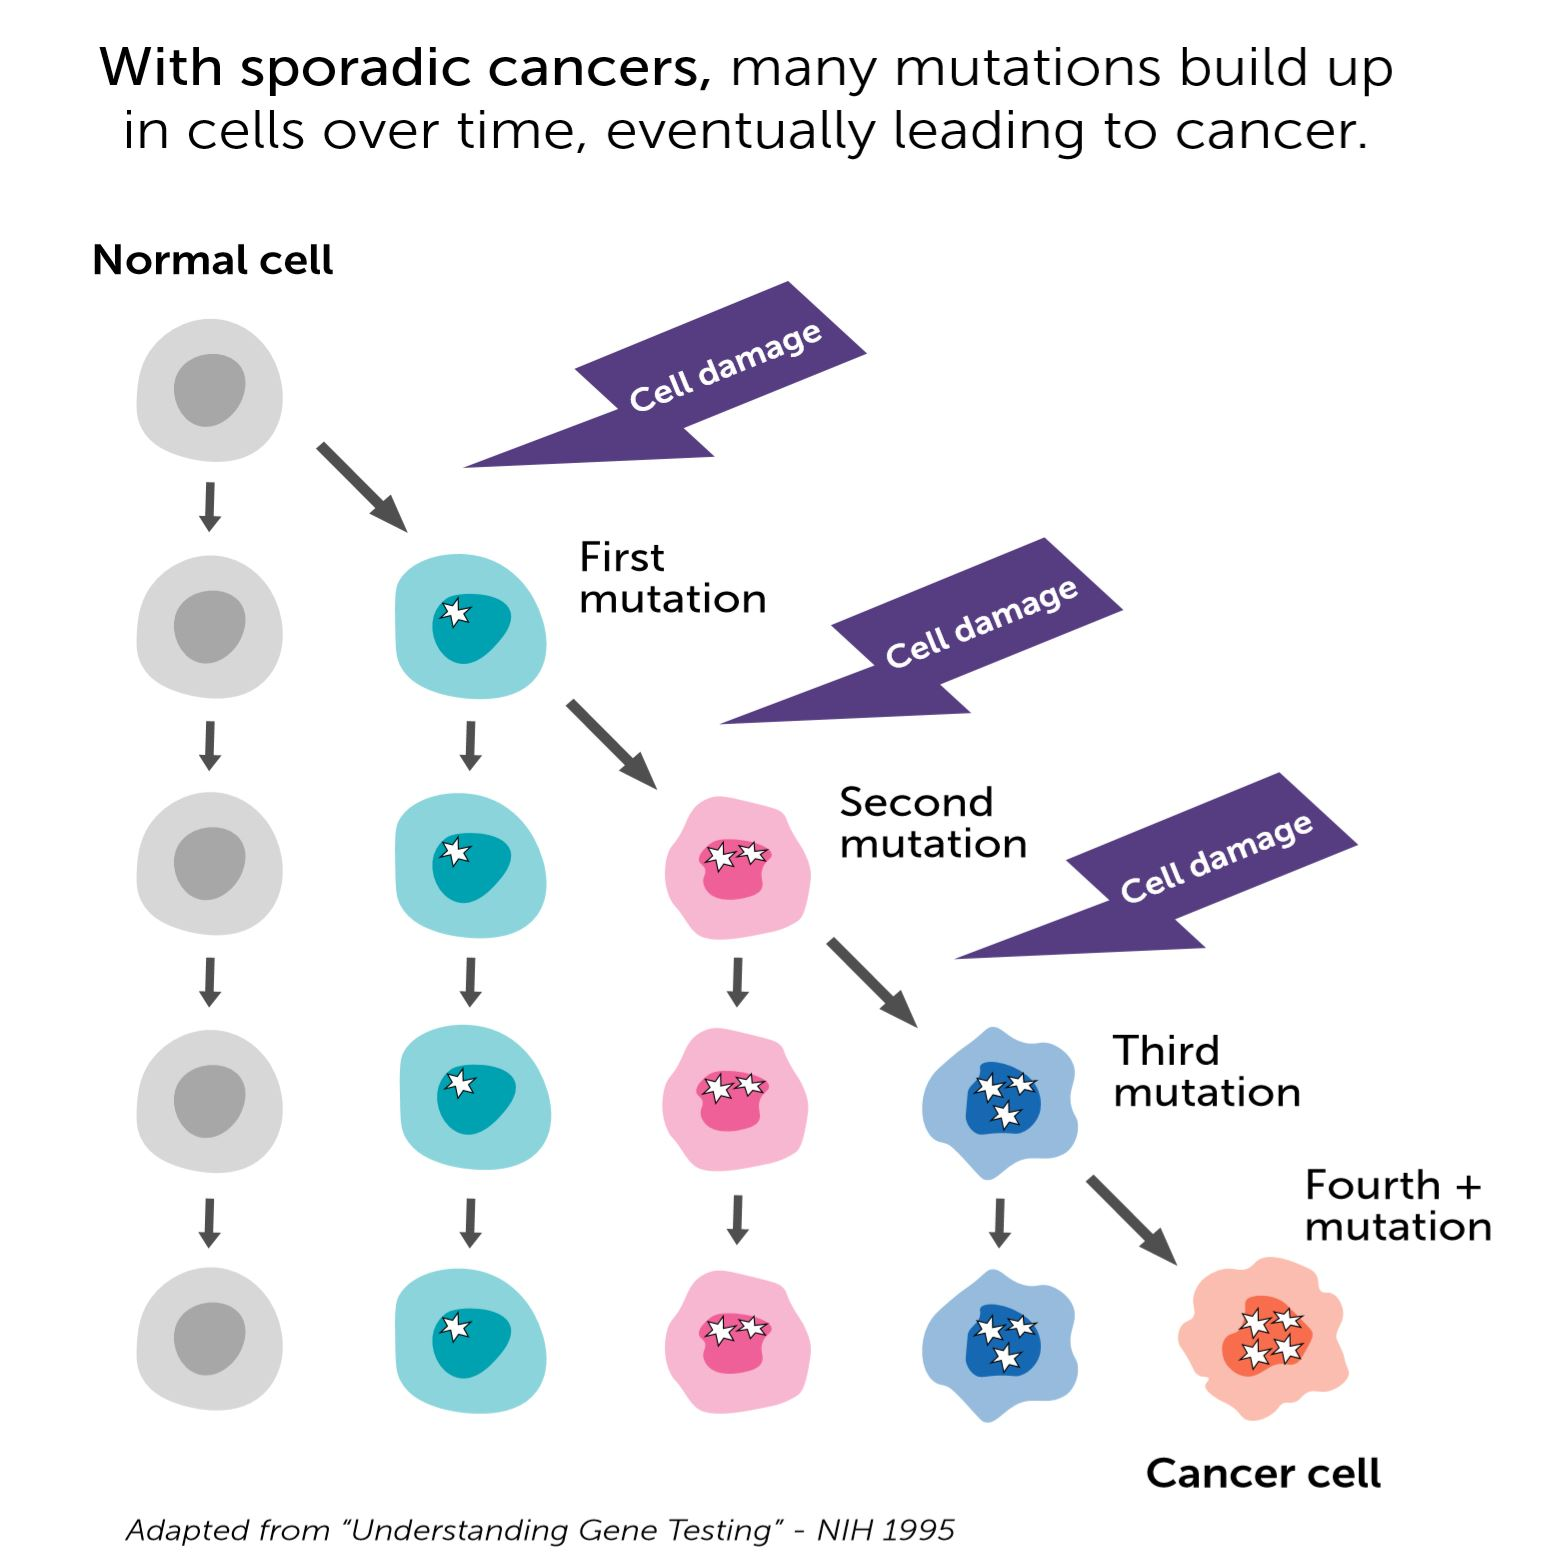 With sporadic cancers, many mutations build up
in cells over time, eventually leading to cancer.
Normal cell
Cell damage
First
mutation
Cell damage
Second
mutation
Cell damage
Third
mutation
Fourth +
mutation
Cancer cell
Adapted from “Understanding Gene Testing” - NIH 1995